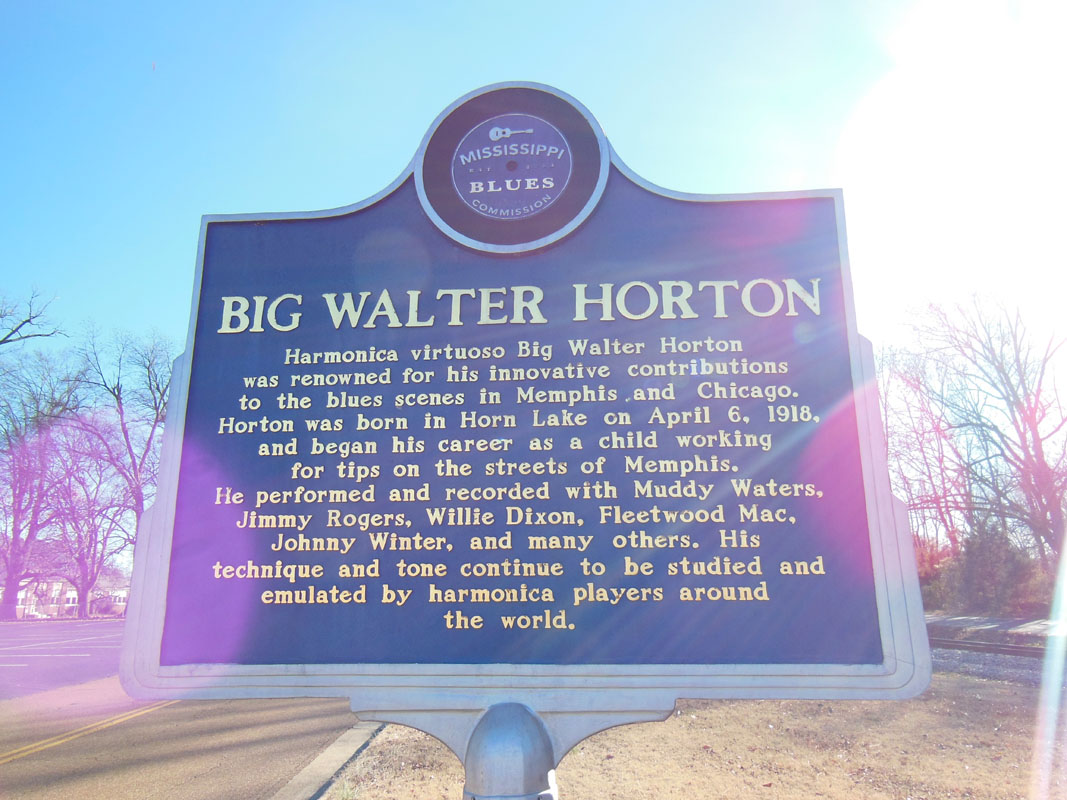 MISSISSIPPI
BLUES
COMMISSION
BIG WALTER HORTON
Harmonica virtuoso Big Walter Horton
was renowned for his innovative contributions
to the blues scenes in Memphis and Chicago.
Horton was born in Horn Lake on April 6, 1918,
and began his career as a child working
for tips on the streets of Memphis.
He performed and recorded with Muddy Waters,
Jimmy Rogers, Willie Dixon, Fleetwood Mac,
Johnny Winter, and many others. His
technique and tone continue to be studied and
emulated by harmonica players around
the world.